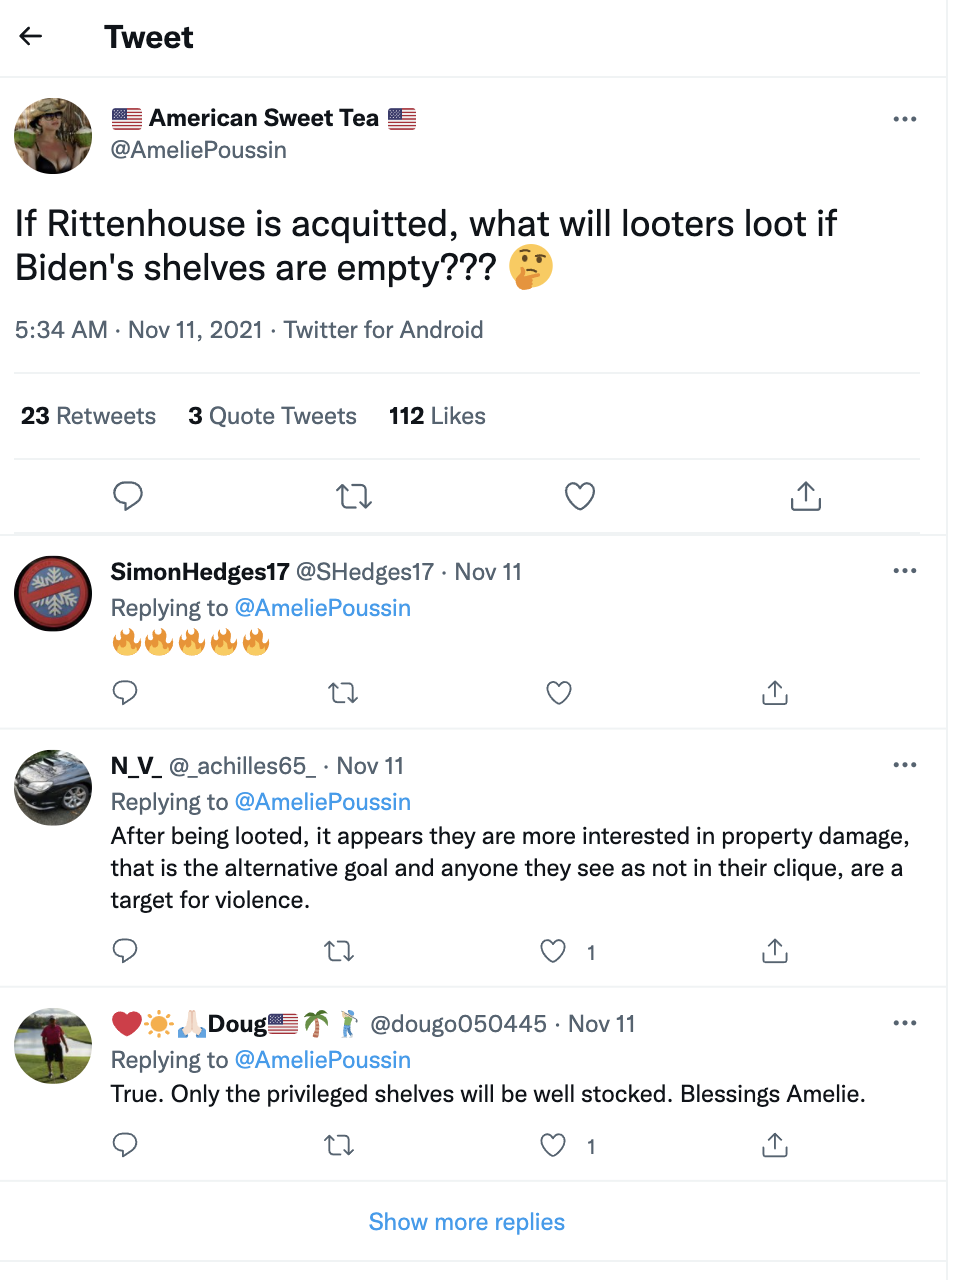 Tweet
🇺🇸 American Sweet Tea 🇺🇸
@AmeliePoussin
If Rittenhouse is acquitted, what will looters loot if
Biden's shelves are empty??? 🤔
5:34 AM · Nov 11, 2021 · Twitter for Android
23 Retweets 3 Quote Tweets 112 Likes
SimonHedges17 @SHedges17 · Nov 11
Replying to @AmeliePoussin
🔥🔥🔥🔥🔥
N_V_ @_achilles65_ · Nov 11
Replying to @AmeliePoussin
After being looted, it appears they are more interested in property damage,
that is the alternative goal and anyone they see as not in their clique, are a
target for violence.
1
❤️☀️🙏🏻Doug🇺🇸🌴🏌️ @dougo050445 · Nov 11
Replying to @AmeliePoussin
True. Only the privileged shelves will be well stocked. Blessings Amelie.
1
Show more replies